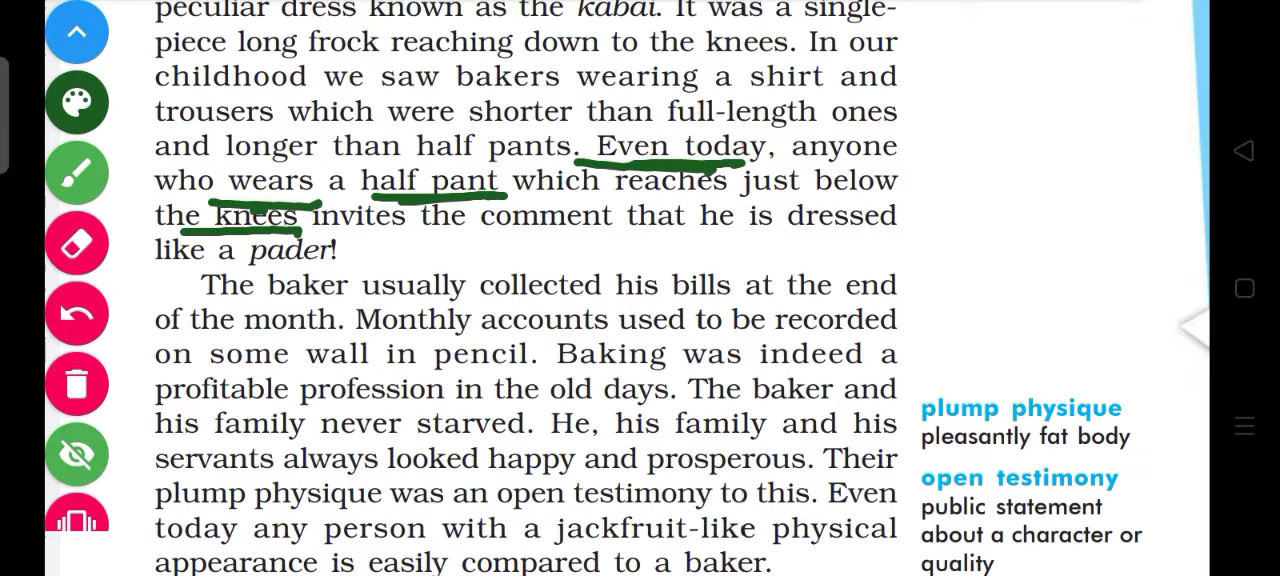 peculiar dress known as the kabai. It was a single-
piece long frock reaching down to the knees. In our
childhood we saw bakers wearing a shirt and
trousers which were shorter than full-length ones
and longer than half pants. Even today, anyone
who wears a half pant which reaches just below
the knees invites the comment that he is dressed
like a pader!
The baker usually collected his bills at the end
of the month. Monthly accounts used to be recorded
on some wall in pencil. Baking was indeed a
profitable profession in the old days. The baker and
his family never starved. He, his family and his
servants always looked happy and prosperous. Their
plump physique was an open testimony to this. Even
today any person with a jackfruit-like physical
appearance is easily compared to a baker.
plump physique
pleasantly fat body
open testimony
public statement
about a character or
quality